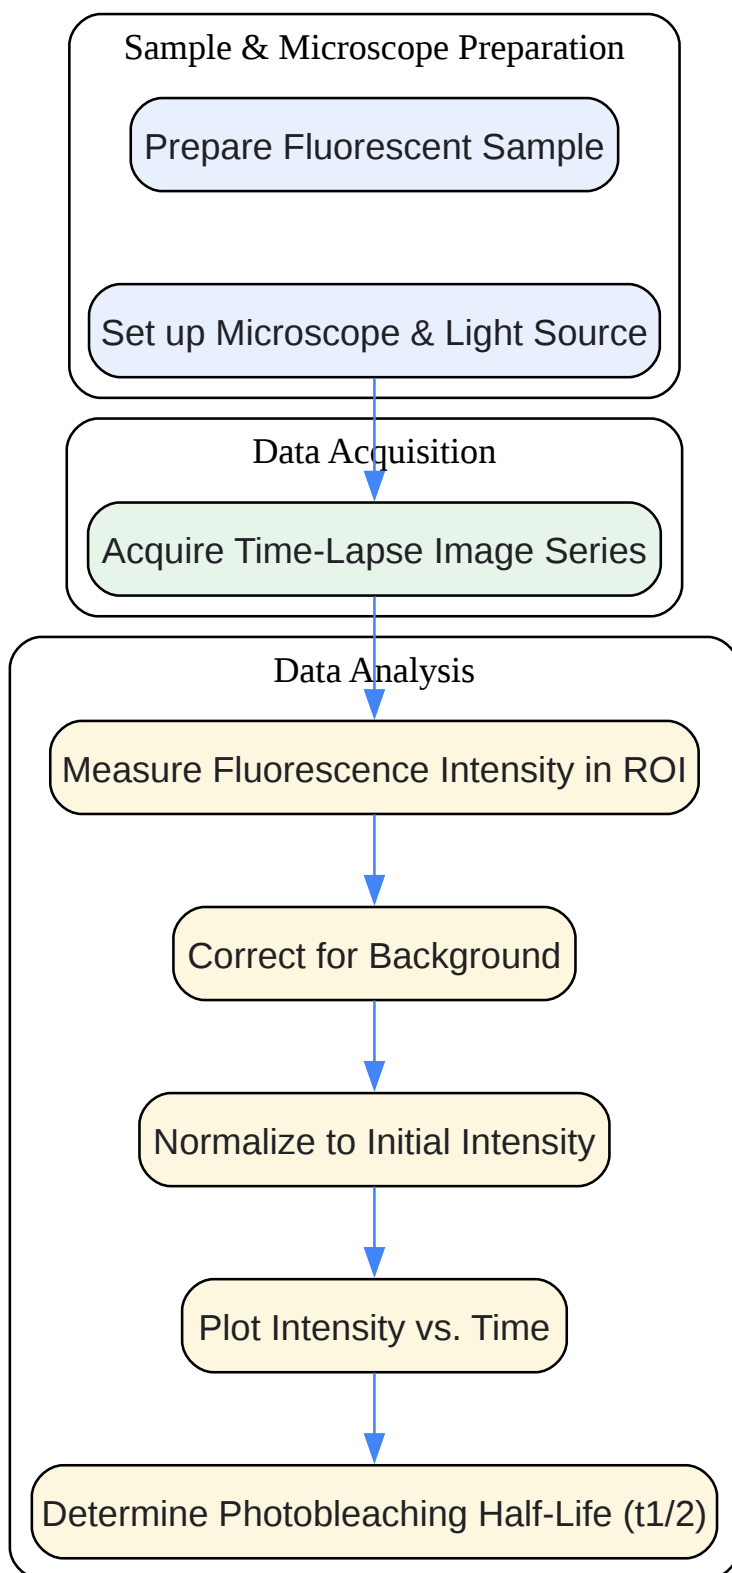 Sample & Microscope Preparation
Prepare Fluorescent Sample
Set up Microscope & Light Source
Data Acquisition
Acquire Time-Lapse Image Series
Data Analysis
Measure Fluorescence Intensity in ROI
Correct for Background
Normalize to Initial Intensity
Plot Intensity vs. Time
Determine Photobleaching Half-Life (t1/2)